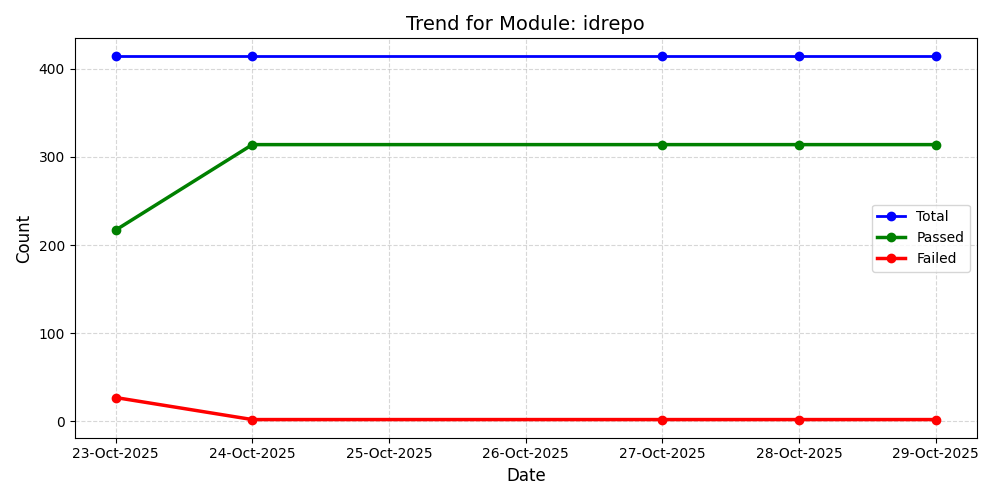 Trend for Module: idrepo
Count
400
300
200
100
0
Total
Passed
Failed
23-Oct-2025 24-Oct-2025 25-Oct-2025 26-Oct-2025 27-Oct-2025 28-Oct-2025 29-Oct-2025
Date